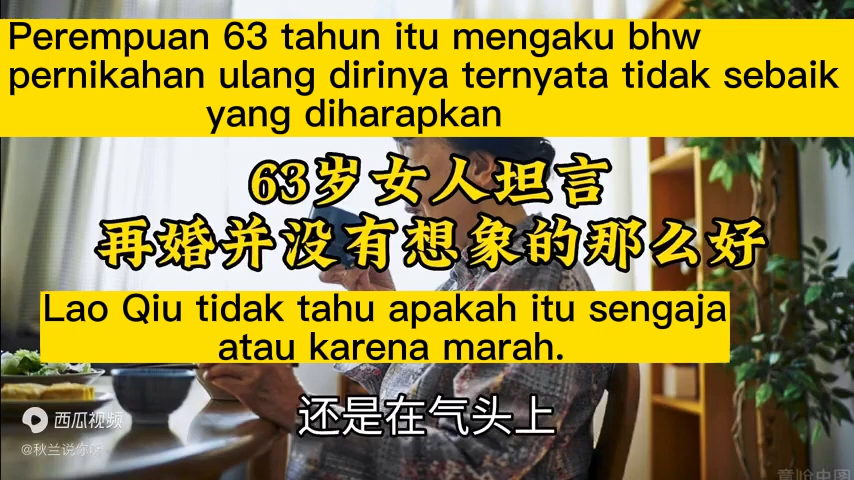 Perempuan 63 tahun itu mengaku bhw
pernikahan ulang dirinya ternyata tidak sebaik
yang diharapkan
63岁女人坦言
再婚并没有想象的那么好
Lao Qiu tidak tahu apakah itu sengaja
atau karena marah.
还是在气头上
西瓜视频
@秋兰说你听